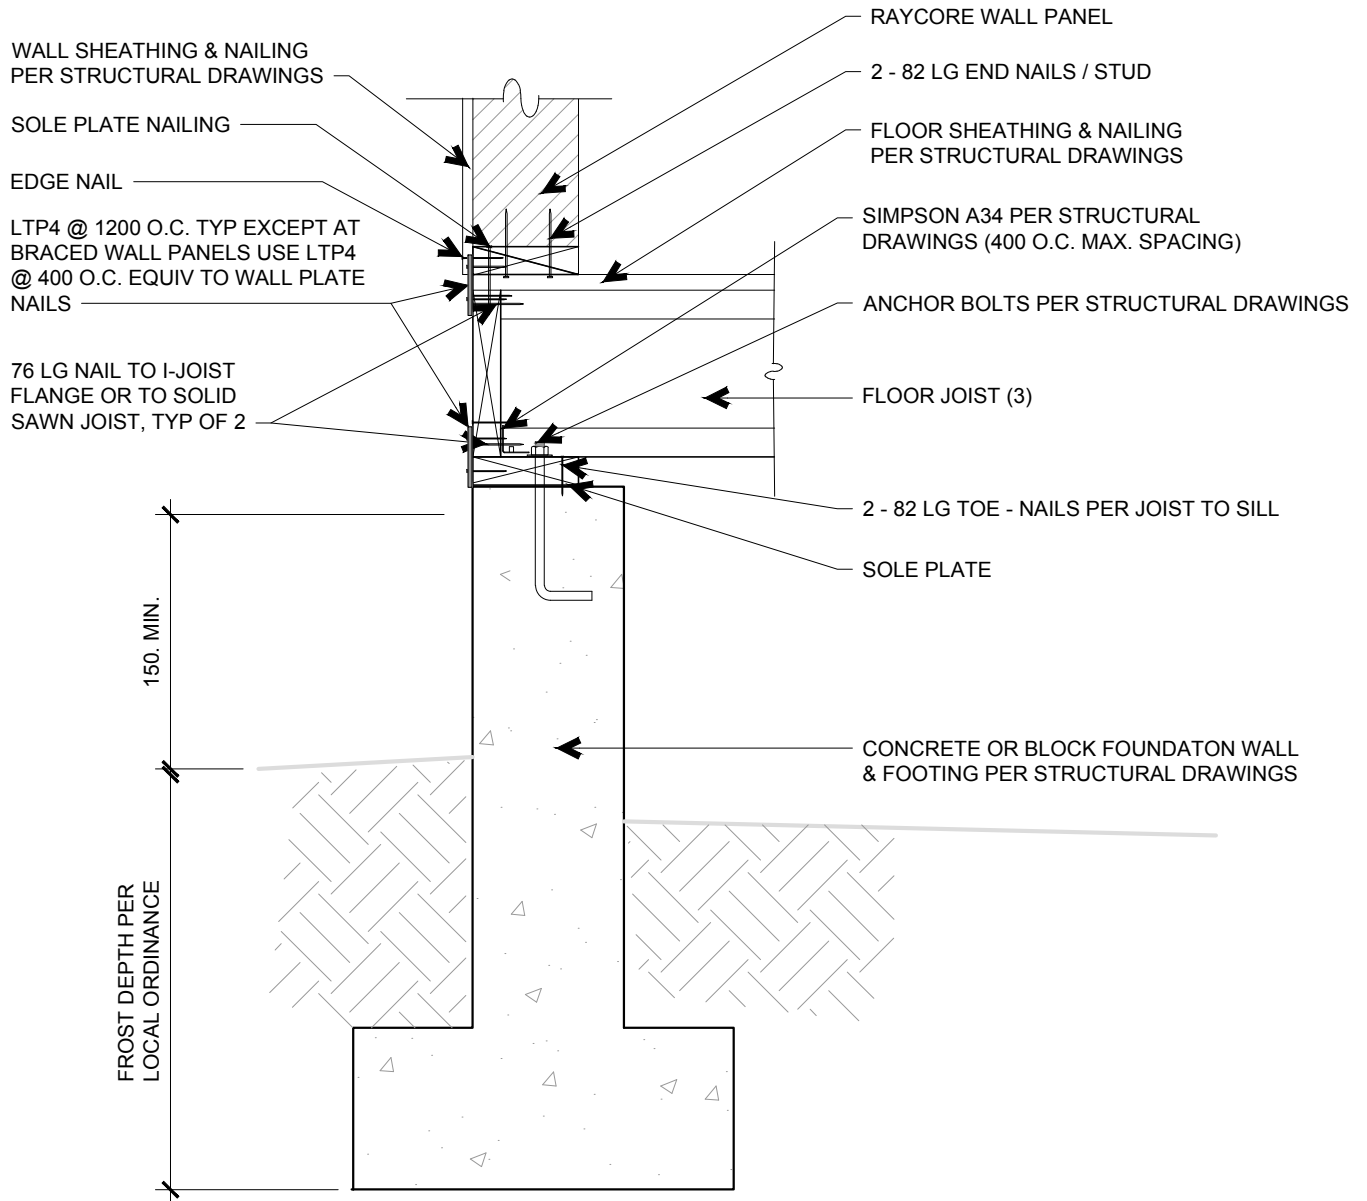 WALL SHEATHING & NAILING
PER STRUCTURAL DRAWINGS
SOLE PLATE NAILING
EDGE NAIL
LTP4 @ 1200 O.C. TYP EXCEPT AT
BRACED WALL PANELS USE LTP4
@ 400 O.C. EQUIV TO WALL PLATE
NAILS
76 LG NAIL TO I-JOIST
FLANGE OR TO SOLID
SAWN JOIST, TYP OF 2
150. MIN.
FROST DEPTH PER
LOCAL ORDINANCE
RAYCORE WALL PANEL
2 - 82 LG END NAILS / STUD
FLOOR SHEATHING & NAILING
PER STRUCTURAL DRAWINGS
SIMPSON A34 PER STRUCTURAL
DRAWINGS (400 O.C. MAX. SPACING)
ANCHOR BOLTS PER STRUCTURAL DRAWINGS
FLOOR JOIST (3)
2 - 82 LG TOE - NAILS PER JOIST TO SILL
SOLE PLATE
CONCRETE OR BLOCK FOUNDATON WALL
& FOOTING PER STRUCTURAL DRAWINGS